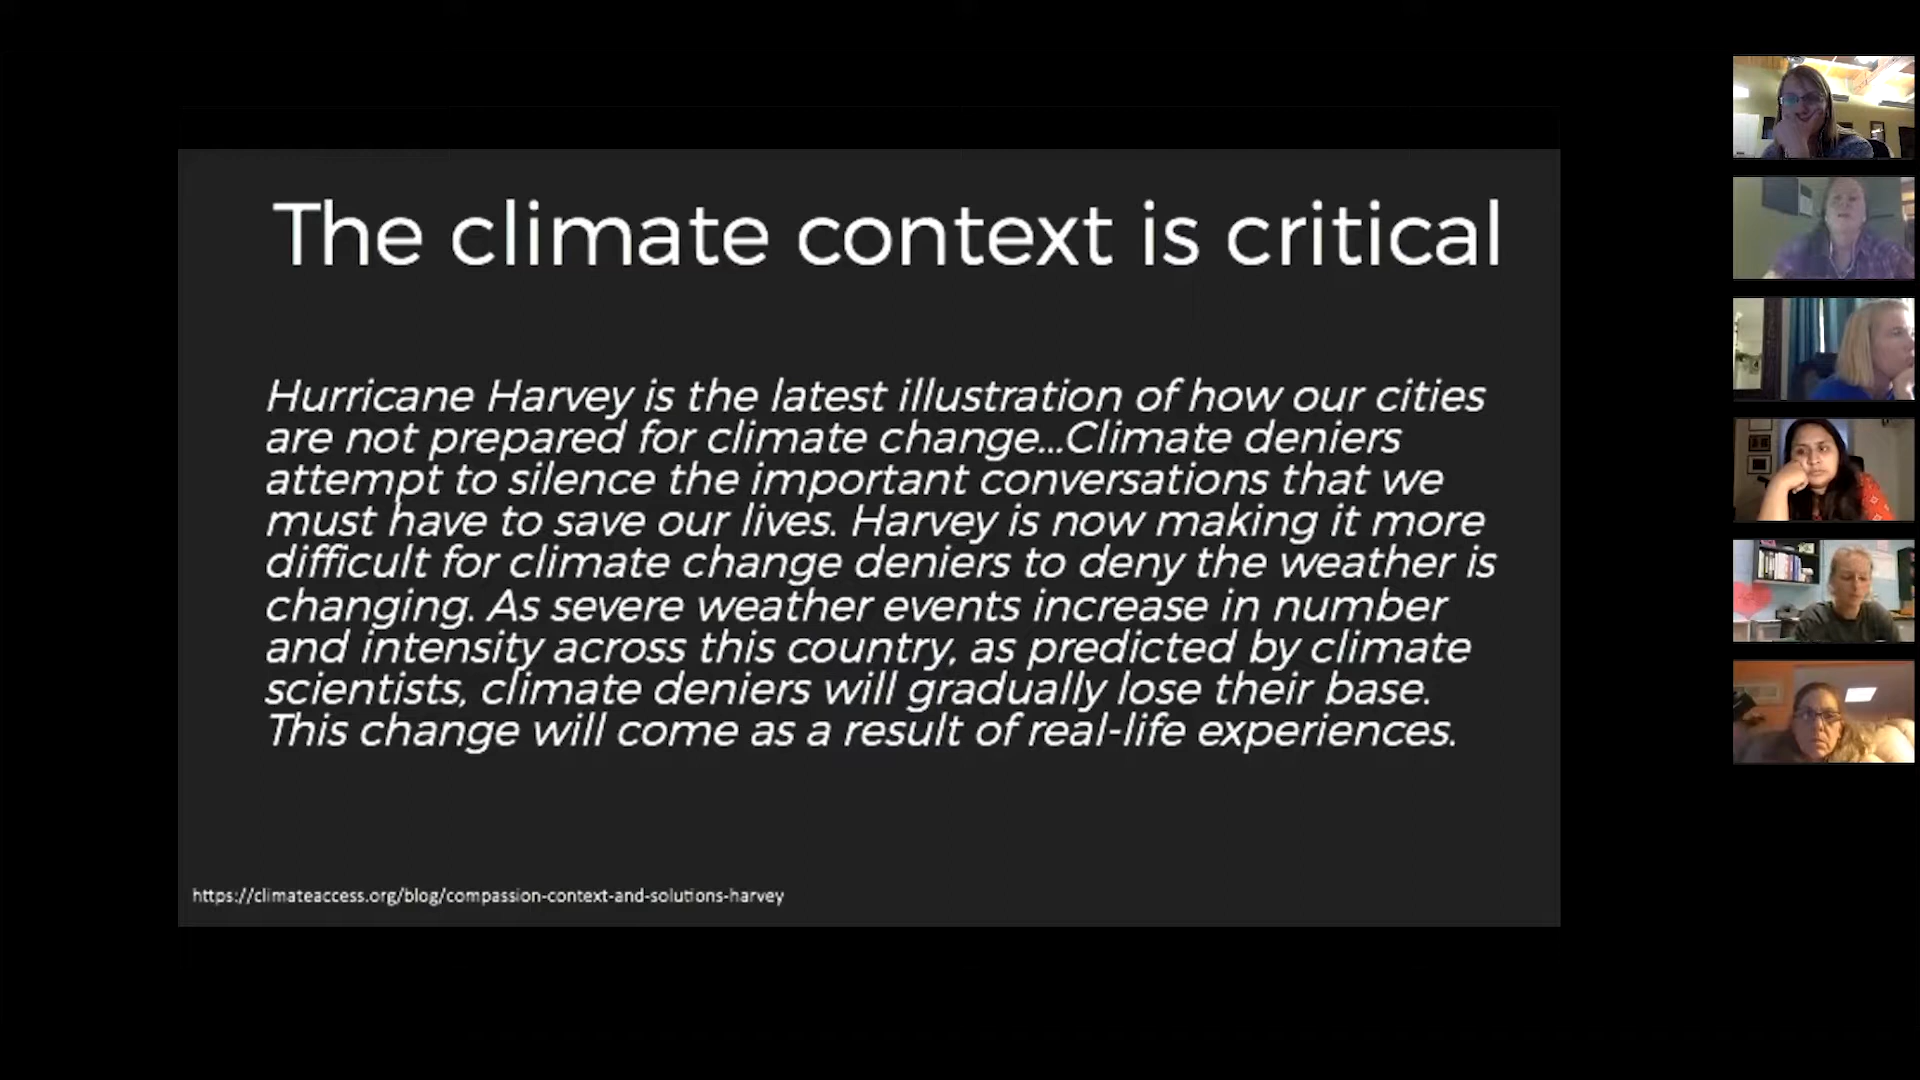 The climate context is critical
Hurricane Harvey is the latest illustration of how our cities
are not prepared for climate change...Climate deniers
attempt to silence the important conversations that we
must have to save our lives. Harvey is now making it more
difficult for climate change deniers to deny the weather is
changing. As severe weather events increase in number
and intensity across this country, as predicted by climate
scientists, climate deniers will gradually lose their base.
This change will come as a result of real-life experiences.
https://climateaccess.org/blog/compassion-context-and-solutions-harvey